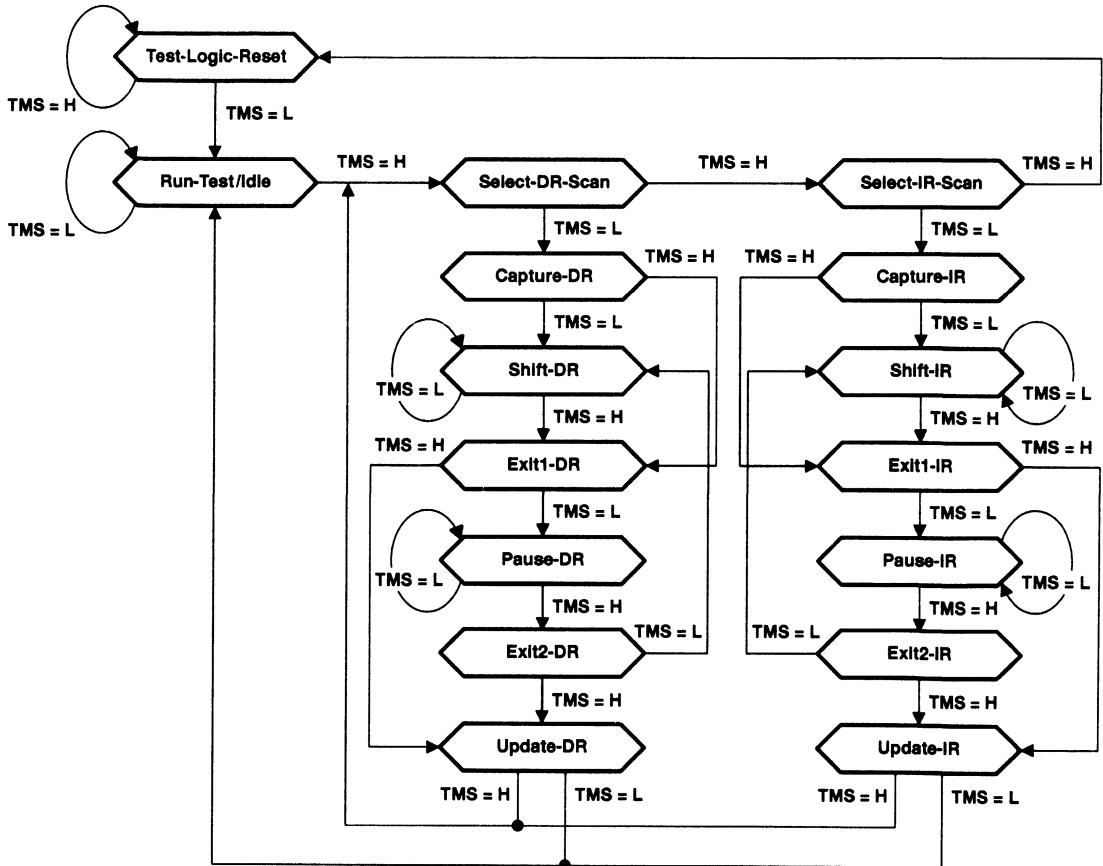 Test-Logic-Reset
TMS = H
TMS = L
Run-Test/Idle
TMS = L
TMS = H
Select-DR-Scan
TMS = H
Select-IR-Scan
TMS = H
TMS = L
TMS = L
Capture-DR
TMS = H
TMS = H
Capture-IR
TMS = L
TMS = L
Shift-DR
TMS = L
Shift-IR
TMS = L
TMS = H
TMS = H
TMS = H
Exit1-DR
Exit1-IR
TMS = H
TMS = L
TMS = L
Pause-DR
TMS = L
Pause-IR
TMS = L
TMS = H
TMS = H
Exit2-DR
TMS = L
TMS = L
Exit2-IR
TMS = H
TMS = H
Update-DR
Update-IR
TMS = H
TMS = L
TMS = H
TMS = L